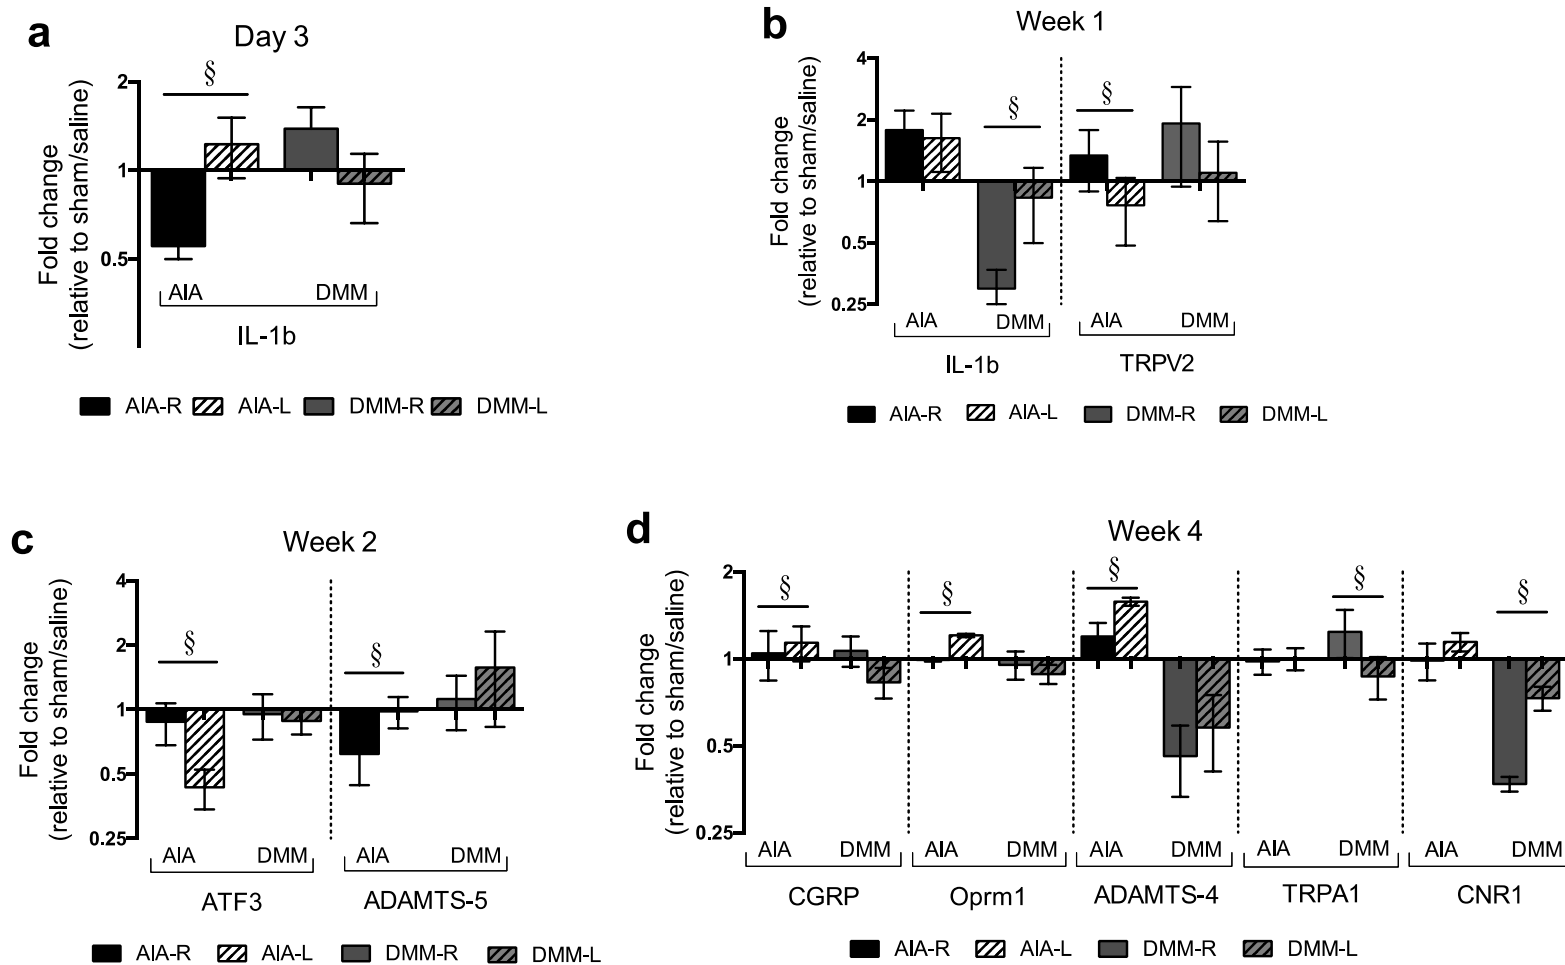 a
Day 3
Fold change
(relative to sham/saline)
2
1
0.5
§
AIA DMM
IL-1b
AIA-R AIA-L DMM-R DMM-L
b
Week 1
Fold change
(relative to sham/saline)
4
2
1
0.5
0.25
§ §
AIA DMM AIA DMM
IL-1b TRPV2
AIA-R AIA-L DMM-R DMM-L
c
Week 2
Fold change
(relative to sham/saline)
4
2
1
0.5
0.25
§ §
AIA DMM AIA DMM
ATF3 ADAMTS-5
AIA-R AIA-L DMM-R DMM-L
d
Week 4
Fold change
(relative to sham/saline)
2
1
0.5
0.25
§ § § § §
AIA DMM AIA DMM AIA DMM AIA DMM AIA DMM
CGRP Oprm1 ADAMTS-4 TRPA1 CNR1
AIA-R AIA-L DMM-R DMM-L